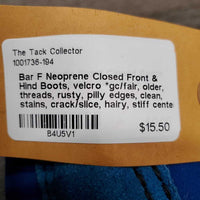 The Tack Collector
1001736-194
Bar F Neoprene Closed Front &
Hind Boots, velcro *gc/fair, older,
threads, rusty, pilly edges, clean,
stains, crack/slice, hairy, stiff cente
B4U5V1
$15.50